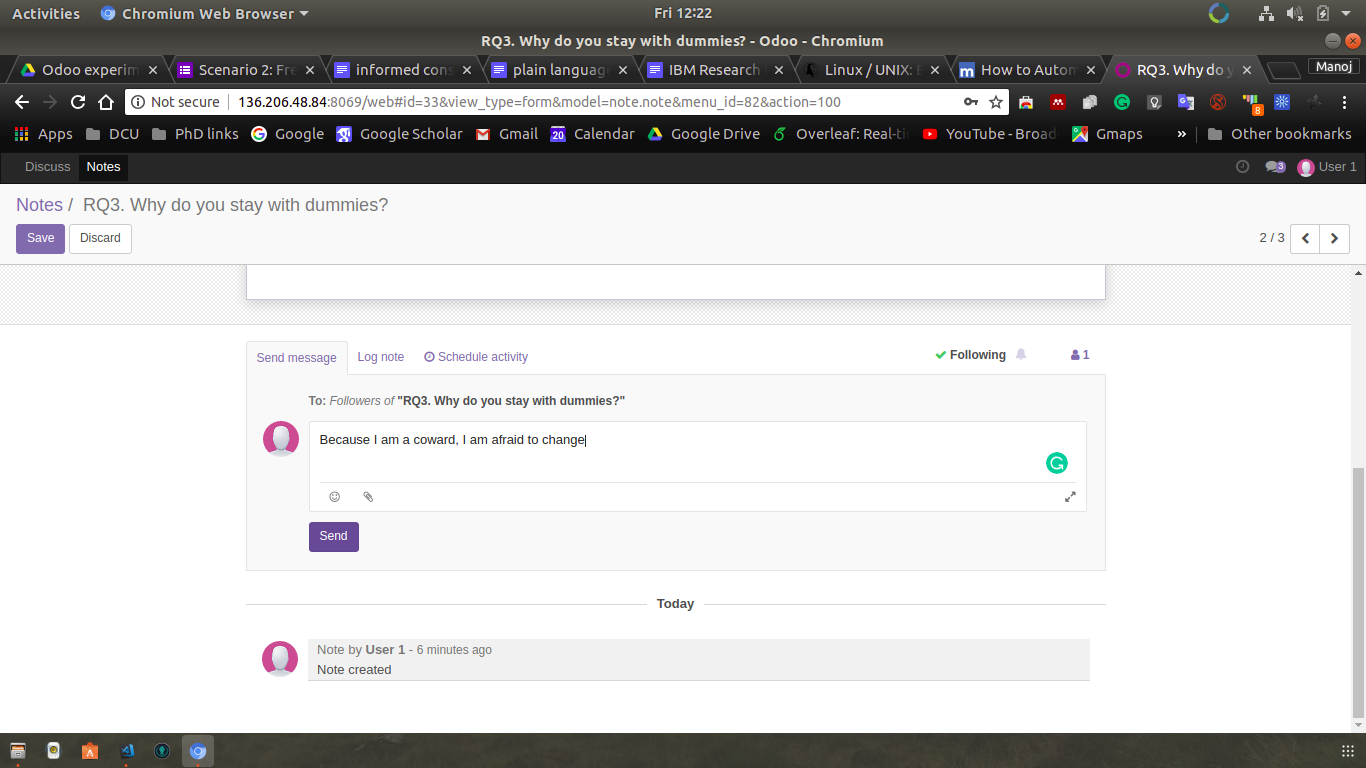 Activities Chromium Web Browser Fri 12:22
RQ3. Why do you stay with dummies? - Odoo - Chromium
Odoo experim Scenario 2: Fre informed cons plain language IBM Research Linux / UNIX: How to Autom RQ3. Why do y Manoj
Not secure 136.206.48.84:8069/web#id=33&view_type=form&model=note.note&menu_id=82&action=100 8
Apps DCU PhD links Google Google Scholar Gmail 20 Calendar Google Drive Overleaf: Real-ti YouTube - Broad Gmaps » Other bookmarks
Discuss Notes 3 User 1
Notes / RQ3. Why do you stay with dummies?
Save Discard 2 / 3
Send message Log note Schedule activity Following 1
To: Followers of "RQ3. Why do you stay with dummies?"
Because I am a coward, I am afraid to change
Send
Today
Note by User 1 - 6 minutes ago
Note created